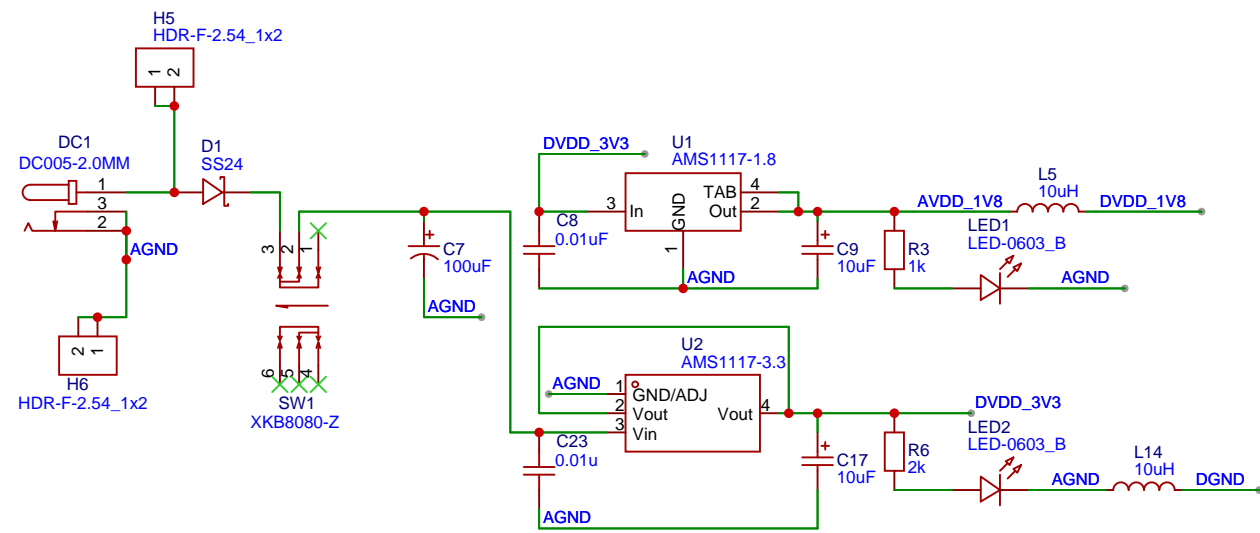 H5
HDR-F-2.54_1x2
1
2
DC1
DC005-2.0MM
1
3
2
AGND
D1
SS24
2
1
H6
HDR-F-2.54_1x2
3
2
1
6
5
4
SW1
XKB8080-Z
C7
100uF
AGND
DVDD_3V3
U1
AMS1117-1.8
3
In
GND
TAB
Out
4
2
1
AGND
C8
0.01uF
C9
10uF
R3
1k
AVDD_1V8
L5
10uH
DVDD_1V8
LED1
LED-0603_B
AGND
U2
AMS1117-3.3
AGND
1
2
3
GND/ADJ
Vout
Vin
Vout
4
C23
0.01u
AGND
C17
10uF
R6
2k
DVDD_3V3
LED2
LED-0603_B
AGND
L14
10uH
DGND